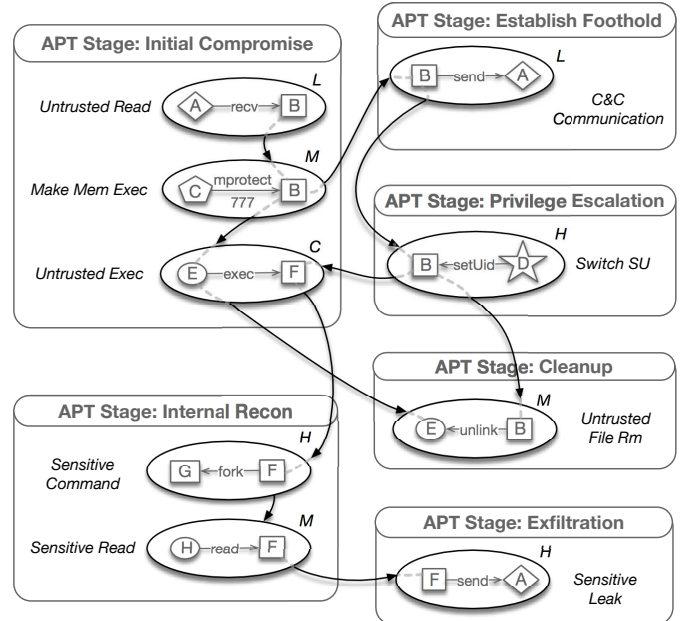 APT Stage: Initial Compromise
L
Untrusted Read
A recv B
M
Make Mem Exec
C mprotect B
777
C
Untrusted Exec
E exec F
APT Stage: Establish Foothold
L
B send A
C&C
Communication
APT Stage: Privilege Escalation
H
B setUid D
Switch SU
APT Stage: Cleanup
M
E unlink B
Untrusted
File Rm
APT Stage: Internal Recon
H
Sensitive
Command
G fork F
M
Sensitive Read
H read F
APT Stage: Exfiltration
H
F send A
Sensitive
Leak